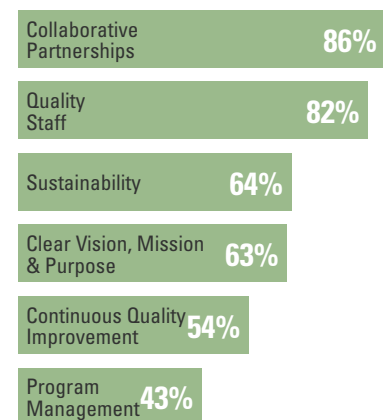 Collaborative
Partnerships
86%
Quality
Staff
82%
Sustainability
64%
Clear Vision, Mission
& Purpose
63%
Continuous Quality
Improvement
54%
Program
Management
43%